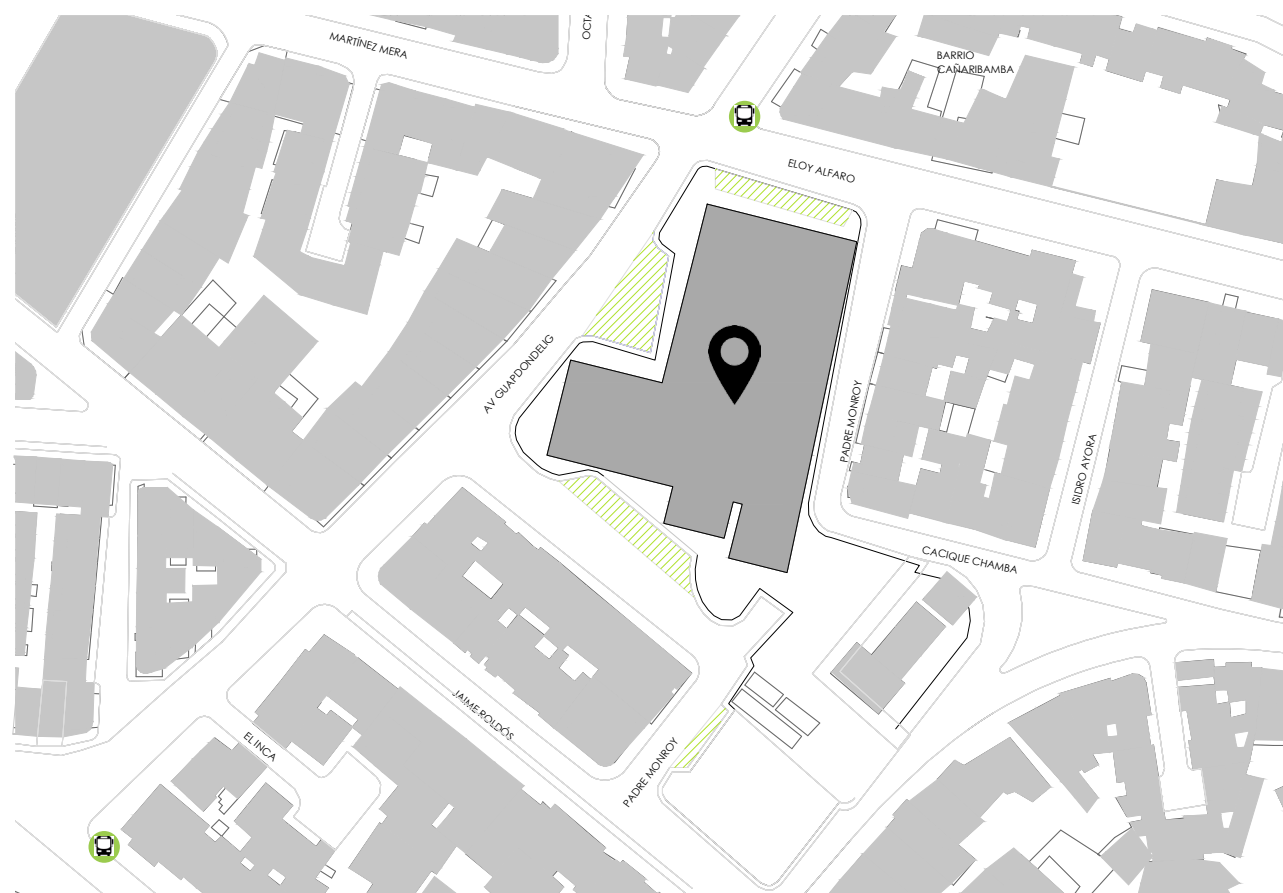 MARTÍNEZ MERA
OCTA
BARRIO
CAÑARIBAMBA
ELOY ALFARO
AV GUAPDONDELIG
PADRE MONROY
ISIDRO AYORA
CACIQUE CHAMBA
JAIME ROLDÓS
EL INCA
PADRE MONROY